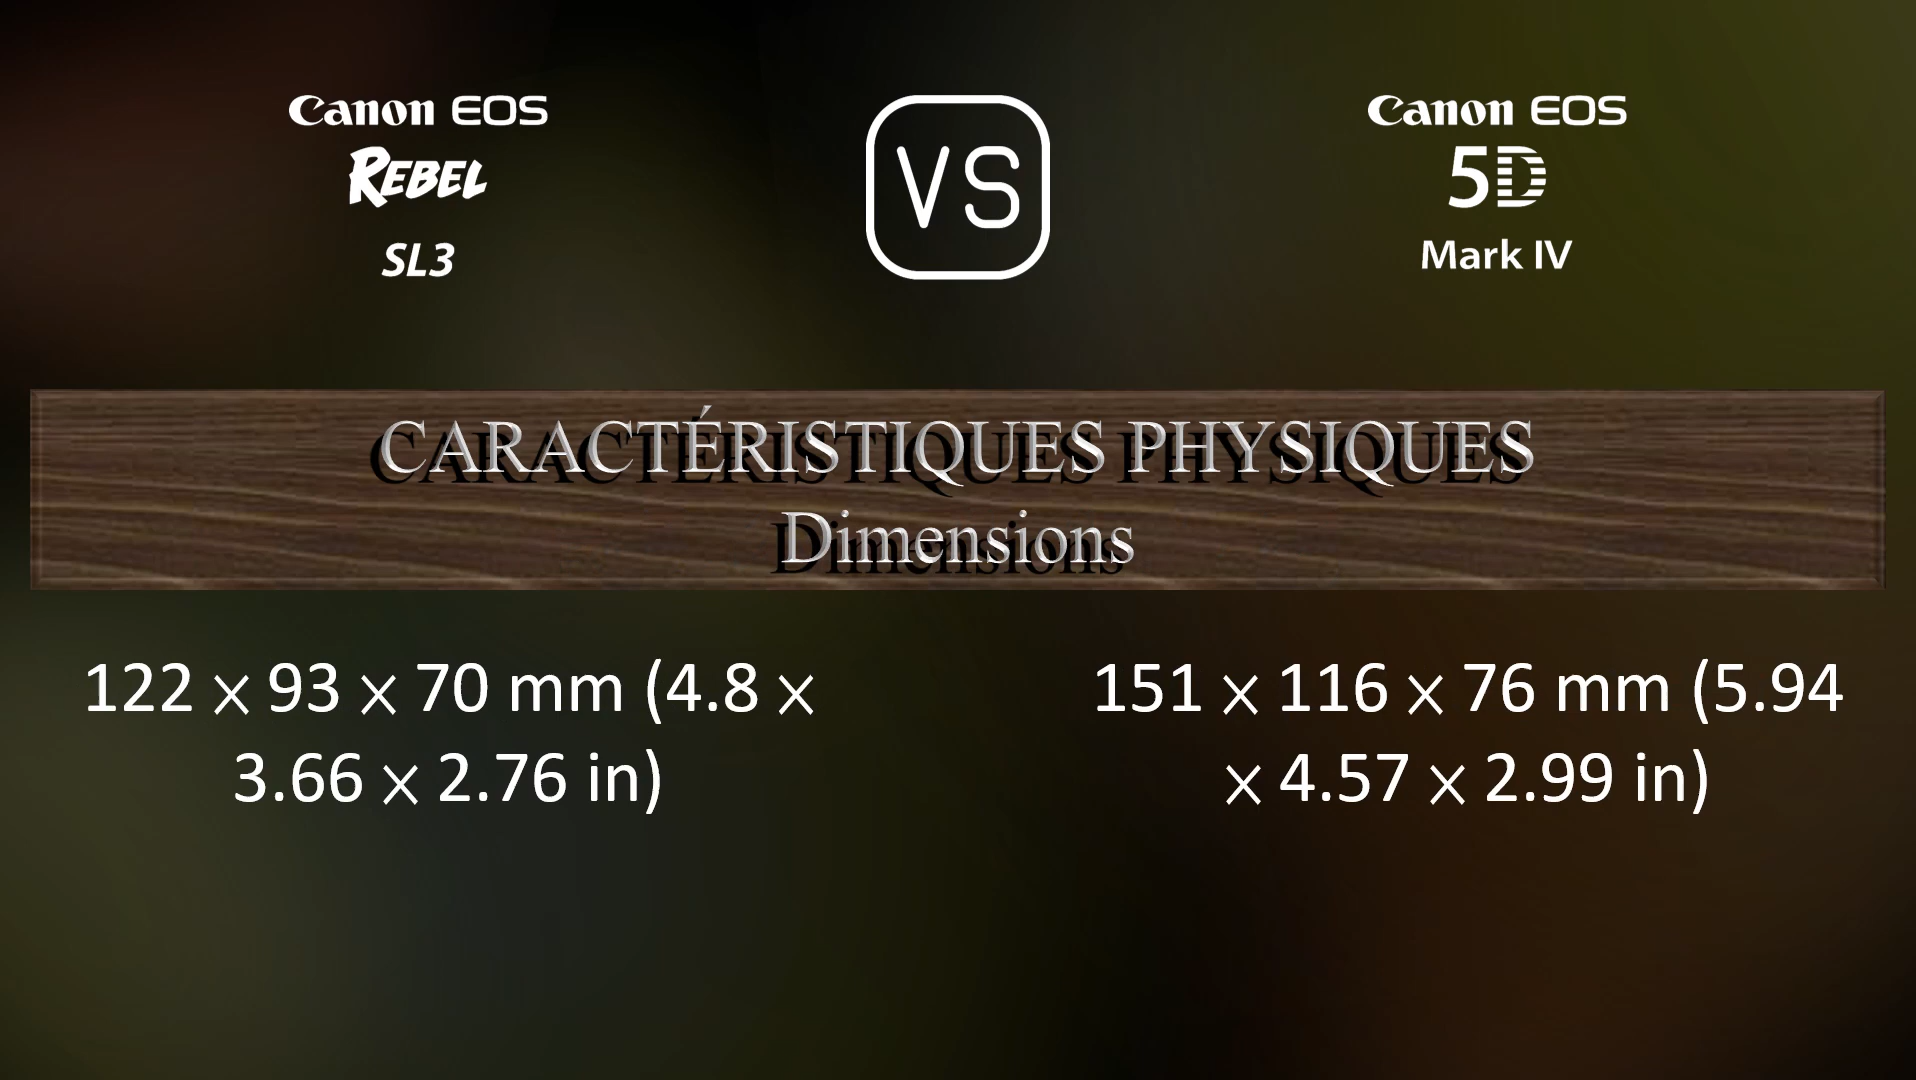 Canon EOS
REBEL
SL3
VS
Canon EOS
5D
Mark IV
CARACTÉRISTIQUES PHYSIQUES
Dimensions
122 x 93 x 70 mm (4.8 x
3.66 x 2.76 in)
151 x 116 x 76 mm (5.94
x 4.57 x 2.99 in)